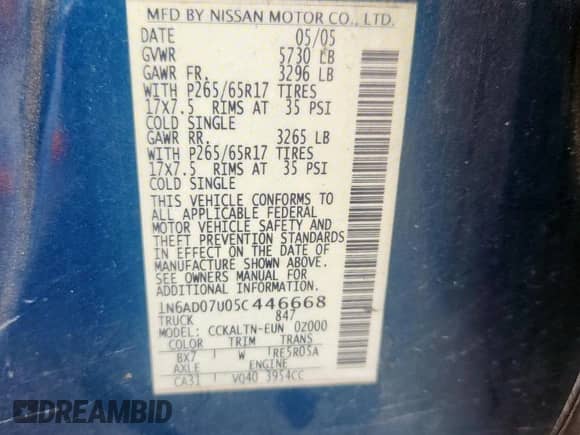 MFD BY NISSAN MOTOR CO., LTD.
DATE 05/05
GVWR 5730 LB
GAWR FR. 3296 LB
WITH P265/65R17 TIRES
17X7.5 RIMS AT 35 PSI
COLD SINGLE
GAWR RR. 3265 LB
WITH P265/65R17 TIRES
17X7.5 RIMS AT 35 PSI
COLD SINGLE
THIS VEHICLE CONFORMS TO
ALL APPLICABLE FEDERAL
MOTOR VEHICLE SAFETY AND
THEFT PREVENTION STANDARDS
IN EFFECT ON THE DATE OF
MANUFACTURE SHOWN ABOVE.
SEE OWNERS MANUAL FOR
ADDITIONAL INFORMATION.
1N6AD07U05C446668
TRUCK 847
MODEL CCKALTN-EUN 0Z000
COLOR TRIM TRANS
BX7 W RE5R05A
AXLE ENGINE
CA31 VQ40 3954CC
DREAMBID